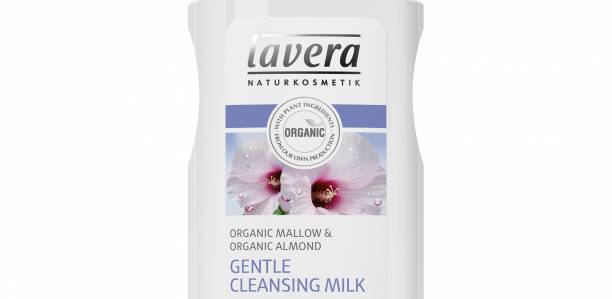 lavera
NATURKOSMETIK
WITH PLANT INGREDIENTS
ORGANIC
FROM OUR OWN PRODUCTION
ORGANIC MALLOW &
ORGANIC ALMOND
GENTLE
CLEANSING MILK